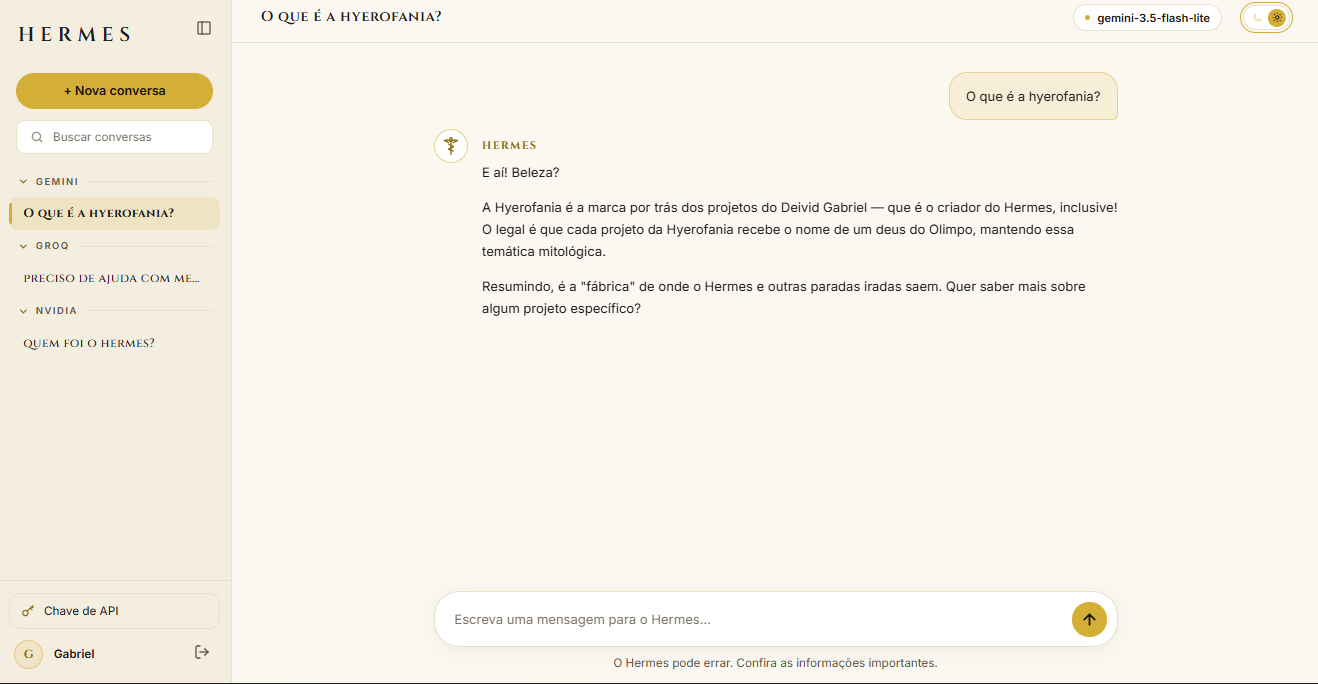 HERMES
+ Nova conversa
Buscar conversas
GEMINI
O que é a hyerofania?
GROQ
preciso de ajuda com me...
NVIDIA
quem foi o hermes?
Chave de API
G
Gabriel
O que é a hyerofania?
gemini-3.5-flash-lite
O que é a hyerofania?
HERMES
E aí! Beleza?
A Hyerofania é a marca por trás dos projetos do Deivid Gabriel — que é o criador do Hermes, inclusive!
O legal é que cada projeto da Hyerofania recebe o nome de um deus do Olimpo, mantendo essa
temática mitológica.
Resumindo, é a "fábrica" de onde o Hermes e outras paradas iradas saem. Quer saber mais sobre
algum projeto específico?
Escreva uma mensagem para o Hermes...
O Hermes pode errar. Confira as informações importantes.